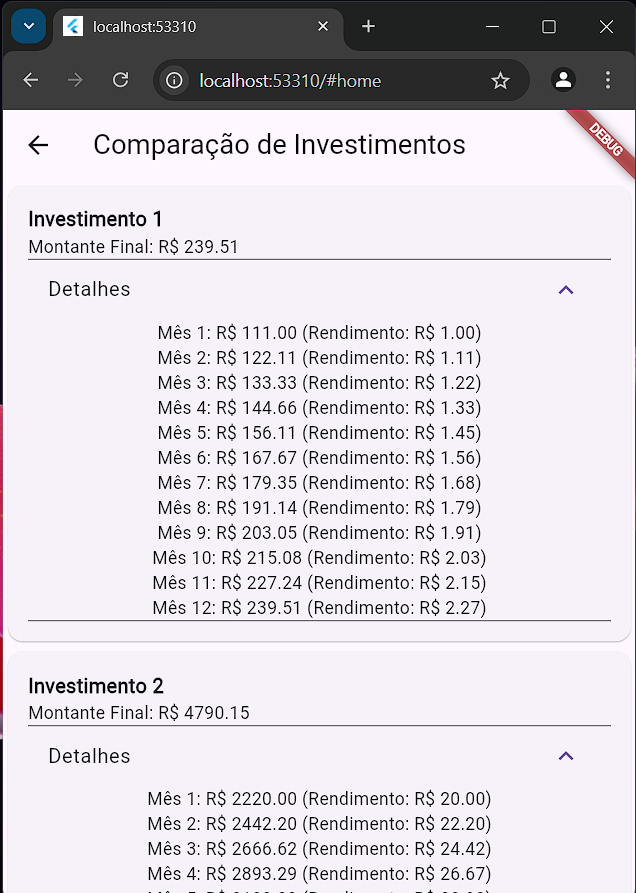 localhost:53310
localhost:53310/#home
DEBUG
Comparação de Investimentos
Investimento 1
Montante Final: R$ 239.51
Detalhes
Mês 1: R$ 111.00 (Rendimento: R$ 1.00)
Mês 2: R$ 122.11 (Rendimento: R$ 1.11)
Mês 3: R$ 133.33 (Rendimento: R$ 1.22)
Mês 4: R$ 144.66 (Rendimento: R$ 1.33)
Mês 5: R$ 156.11 (Rendimento: R$ 1.45)
Mês 6: R$ 167.67 (Rendimento: R$ 1.56)
Mês 7: R$ 179.35 (Rendimento: R$ 1.68)
Mês 8: R$ 191.14 (Rendimento: R$ 1.79)
Mês 9: R$ 203.05 (Rendimento: R$ 1.91)
Mês 10: R$ 215.08 (Rendimento: R$ 2.03)
Mês 11: R$ 227.24 (Rendimento: R$ 2.15)
Mês 12: R$ 239.51 (Rendimento: R$ 2.27)
Investimento 2
Montante Final: R$ 4790.15
Detalhes
Mês 1: R$ 2220.00 (Rendimento: R$ 20.00)
Mês 2: R$ 2442.20 (Rendimento: R$ 22.20)
Mês 3: R$ 2666.62 (Rendimento: R$ 24.42)
Mês 4: R$ 2893.29 (Rendimento: R$ 26.67)